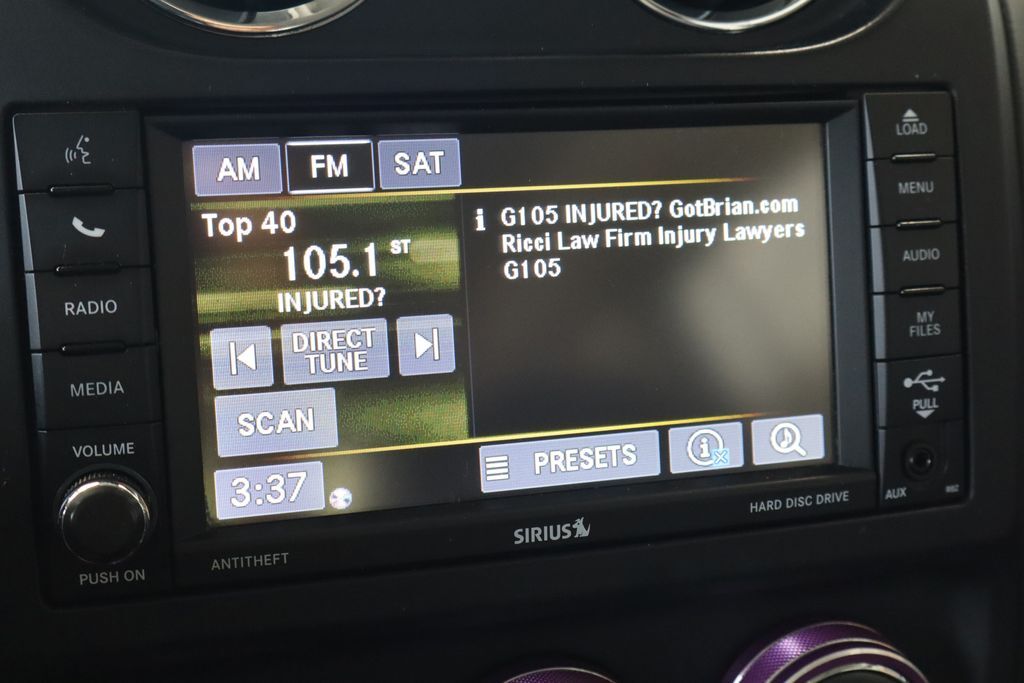 AM FM SAT
Top 40
105.1 ST
INJURED?
DIRECT
TUNE
SCAN
3:37
i G105 INJURED? GotBrian.com
Ricci Law Firm Injury Lawyers
G105
PRESETS
i
RADIO
MEDIA
VOLUME
PUSH ON
ANTITHEFT
SIRIUS
HARD DISC DRIVE
LOAD
MENU
AUDIO
MY
FILES
PULL
AUX